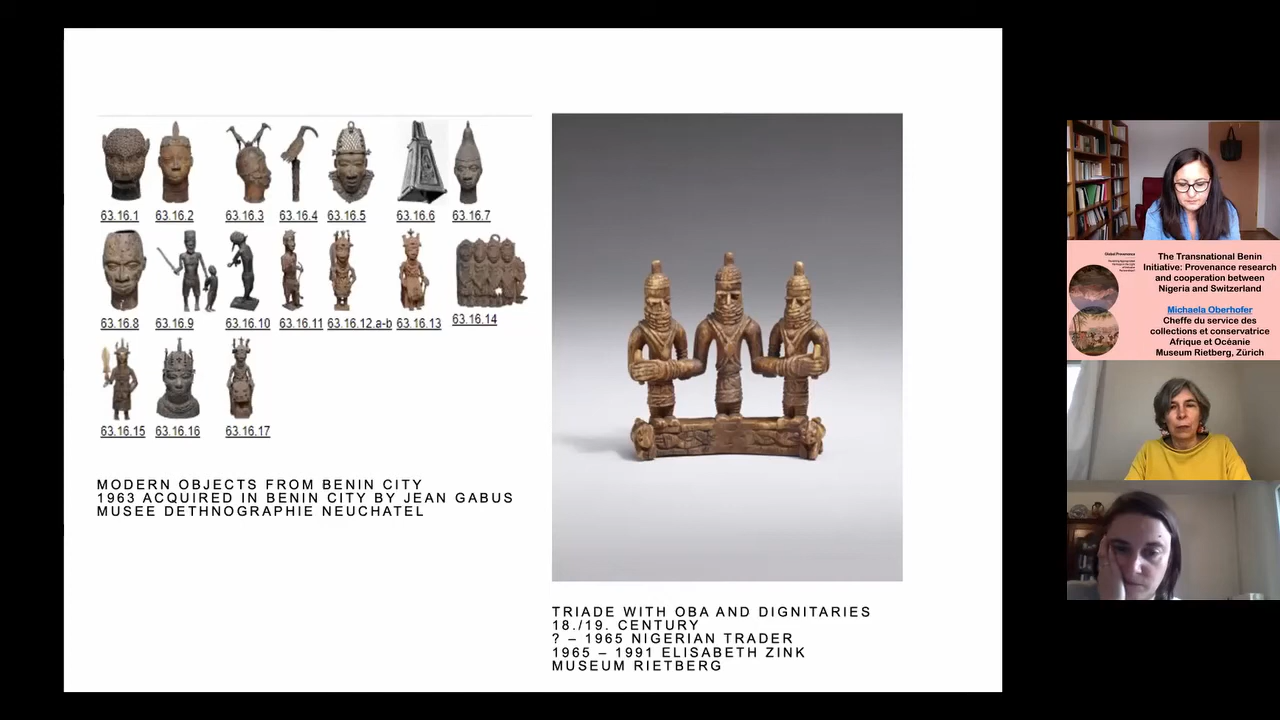 63.16.1 63.16.2 63.16.3 63.16.4 63.16.5 63.16.6 63.16.7
63.16.8 63.16.9 63.16.10 63.16.11 63.16.12.a-b 63.16.13 63.16.14
63.16.15 63.16.16 63.16.17
MODERN OBJECTS FROM BENIN CITY
1963 ACQUIRED IN BENIN CITY BY JEAN GABUS
MUSEE DETHNOGRAPHIE NEUCHATEL
TRIADE WITH OBA AND DIGNITARIES
18./19. CENTURY
? – 1965 NIGERIAN TRADER
1965 – 1991 ELISABETH ZINK
MUSEUM RIETBERG
Global Provenance
The Transnational Benin
Initiative: Provenance research
and cooperation between
Nigeria and Switzerland
Michaela Oberhofer
Cheffe du service des
collections et conservatrice
Afrique et Océanie
Museum Rietberg, Zürich